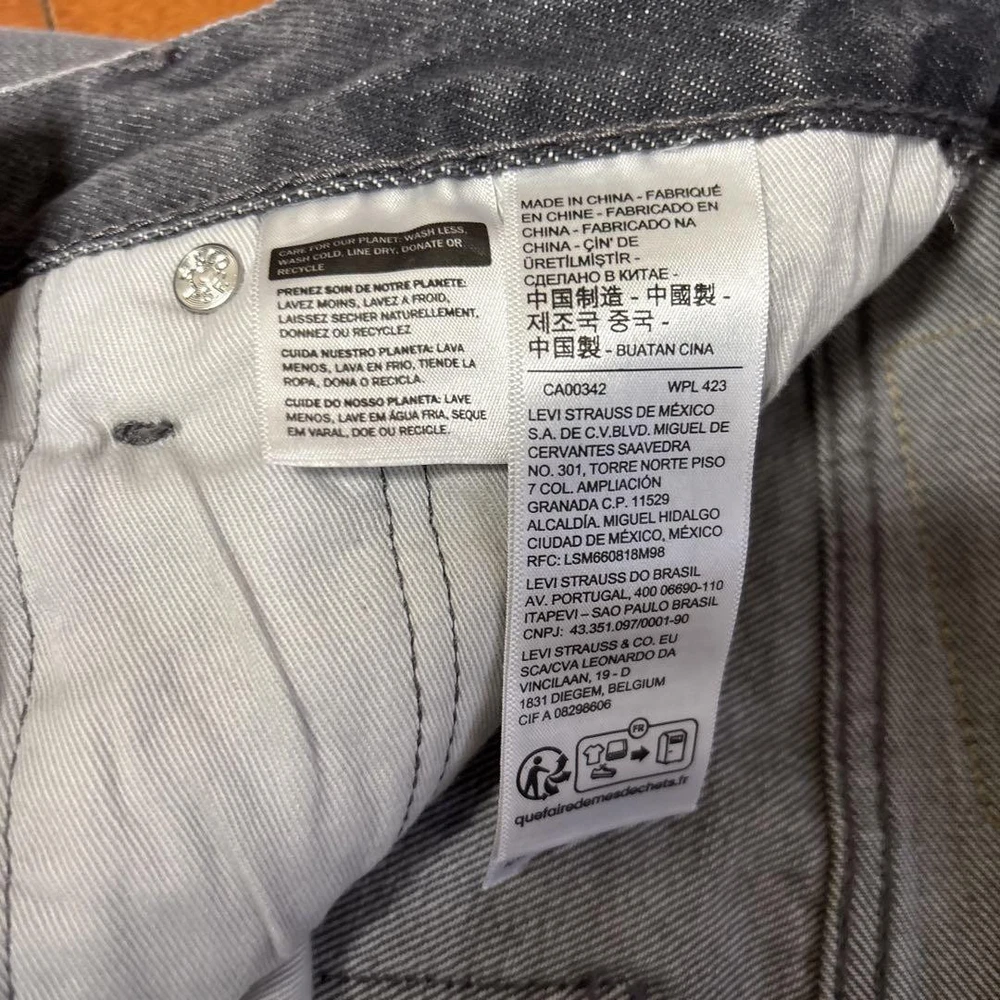 CARE FOR OUR PLANET: WASH LESS,
WASH COLD, LINE DRY, DONATE OR
RECYCLE
PRENEZ SOIN DE NOTRE PLANETE:
LAVEZ MOINS, LAVEZ A FROID,
LAISSEZ SECHER NATURELLEMENT,
DONNEZ OU RECYCLEZ
CUIDA NUESTRO PLANETA: LAVA
MENOS, LAVA EN FRIO, TIENDE LA
ROPA, DONA O RECICLA.
CUIDE DO NOSSO PLANETA: LAVE
MENOS, LAVE EM ÁGUA FRIA, SEQUE
EM VARAL, DOE OU RECICLE.
MADE IN CHINA - FABRIQUÉ
EN CHINE - FABRICADO EN
CHINA - FABRICADO NA
CHINA - ÇİN' DE
ÜRETİLMİŞTİR -
СДЕЛАНО В КИТАЕ -
中国制造 - 中國製 -
제조국 중국 -
中国製 - BUATAN CINA
CA00342 WPL 423
LEVI STRAUSS DE MÉXICO
S.A. DE C.V.BLVD. MIGUEL DE
CERVANTES SAAVEDRA
NO. 301, TORRE NORTE PISO
7 COL. AMPLIACIÓN
GRANADA C.P. 11529
ALCALDÍA. MIGUEL HIDALGO
CIUDAD DE MÉXICO, MÉXICO
RFC: LSM660818M98
LEVI STRAUSS DO BRASIL
AV. PORTUGAL, 400 06690-110
ITAPEVI – SAO PAULO BRASIL
CNPJ: 43.351.097/0001-90
LEVI STRAUSS & CO. EU
SCA/CVA LEONARDO DA
VINCILAAN, 19 - D
1831 DIEGEM, BELGIUM
CIF A 08298606
FR
quefairedemesdechets.fr